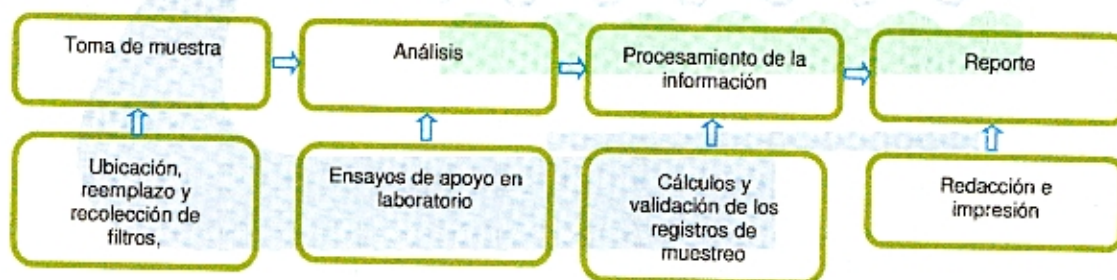 Toma de muestra
Análisis
Procesamiento de la
información
Reporte
Ubicación,
reemplazo y
recolección de
filtros,
Ensayos de apoyo en
laboratorio
Cálculos y
validación de los
registros de
muestreo
Redacción e
impresión